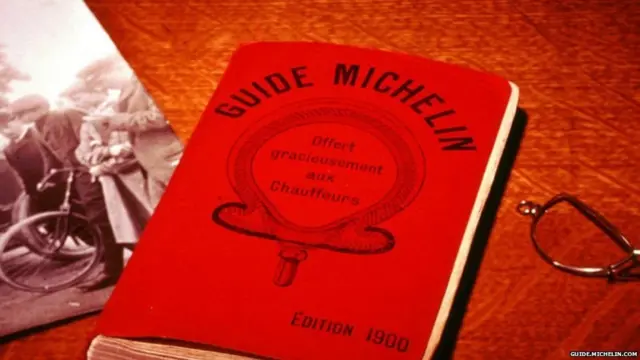 GUIDE MICHELIN
Offert
gracieusement
aux
Chauffeurs
EDITION 1900
GUIDE.MICHELIN.COM